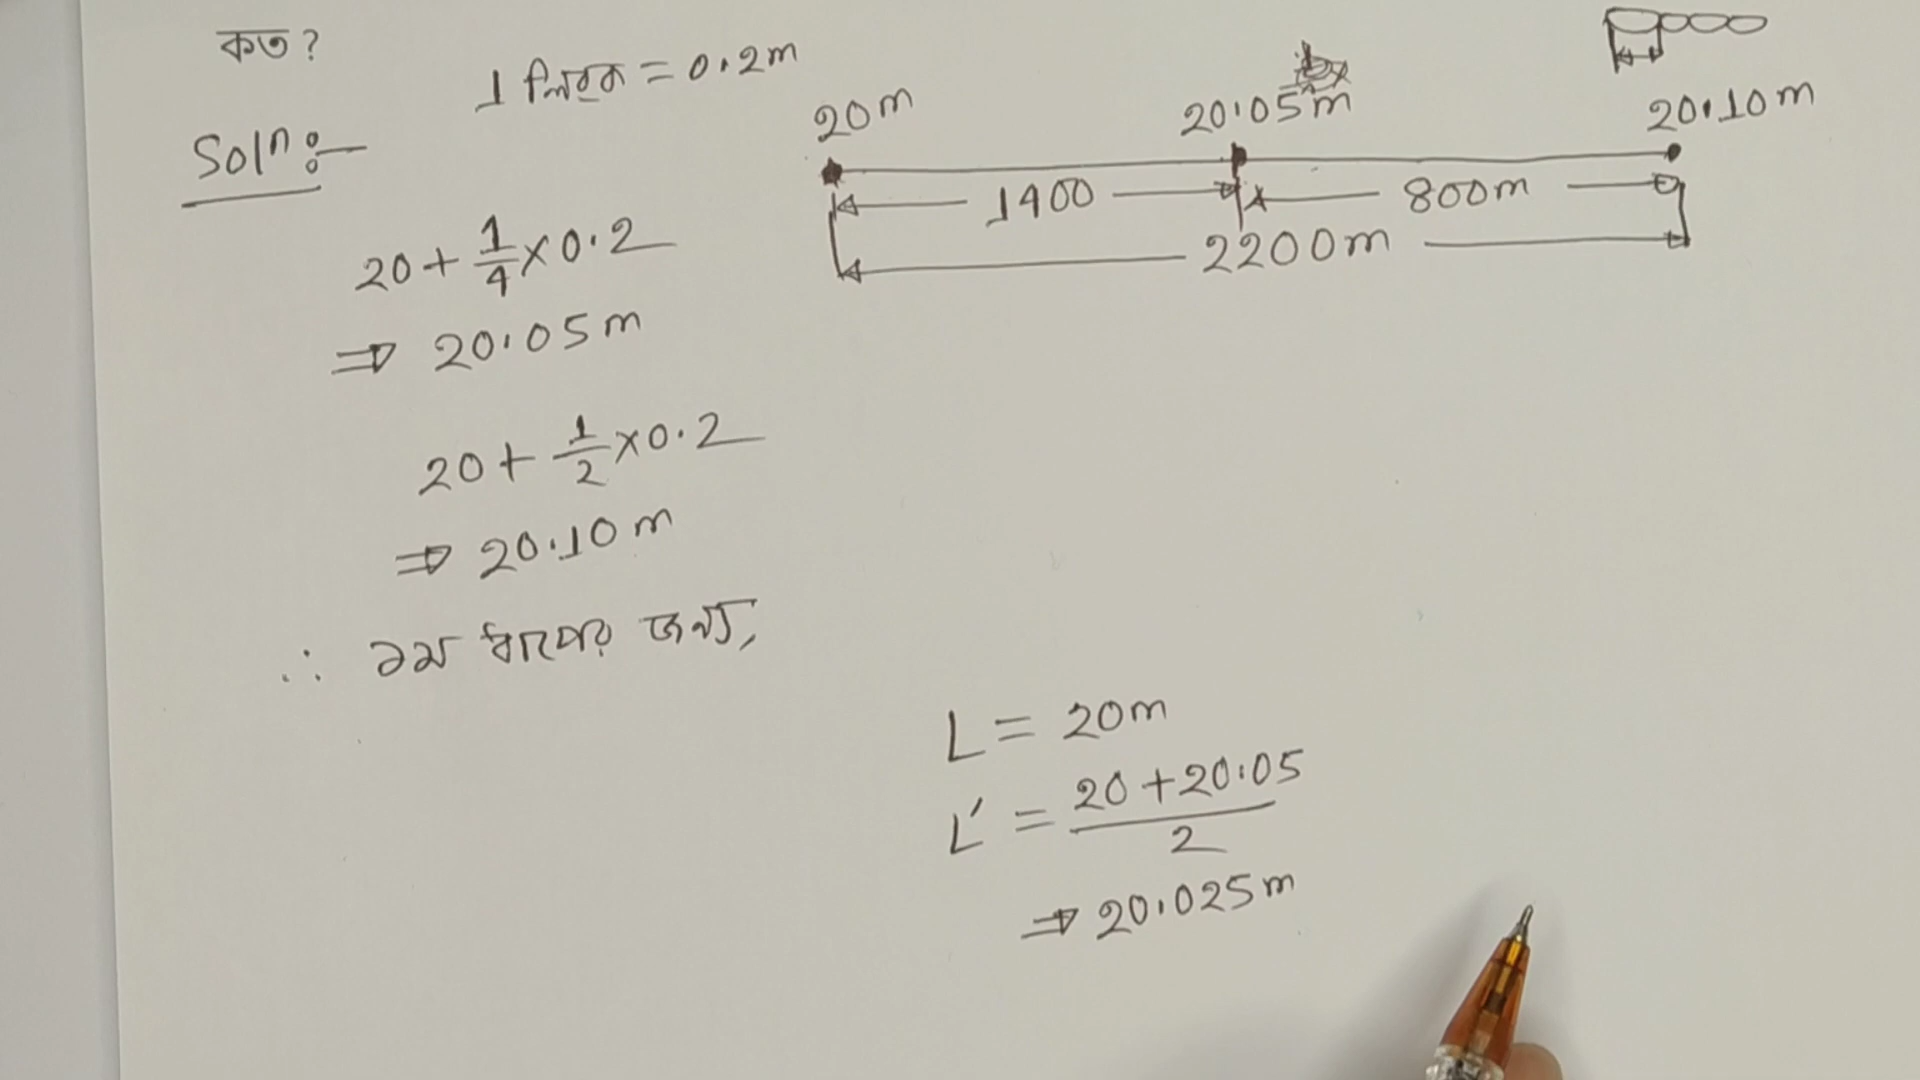 কত ?
1 লিংক = 0.2m
Soln :-
20m
20.05m
20.10m
1400
800m
2200m
20 + 1/4 × 0.2
⇒ 20.05m
20 + 1/2 × 0.2
⇒ 20.10m
∴ ১ম ধাপের জন্য,
L = 20m
L' = 20 + 20.05 / 2
⇒ 20.025m